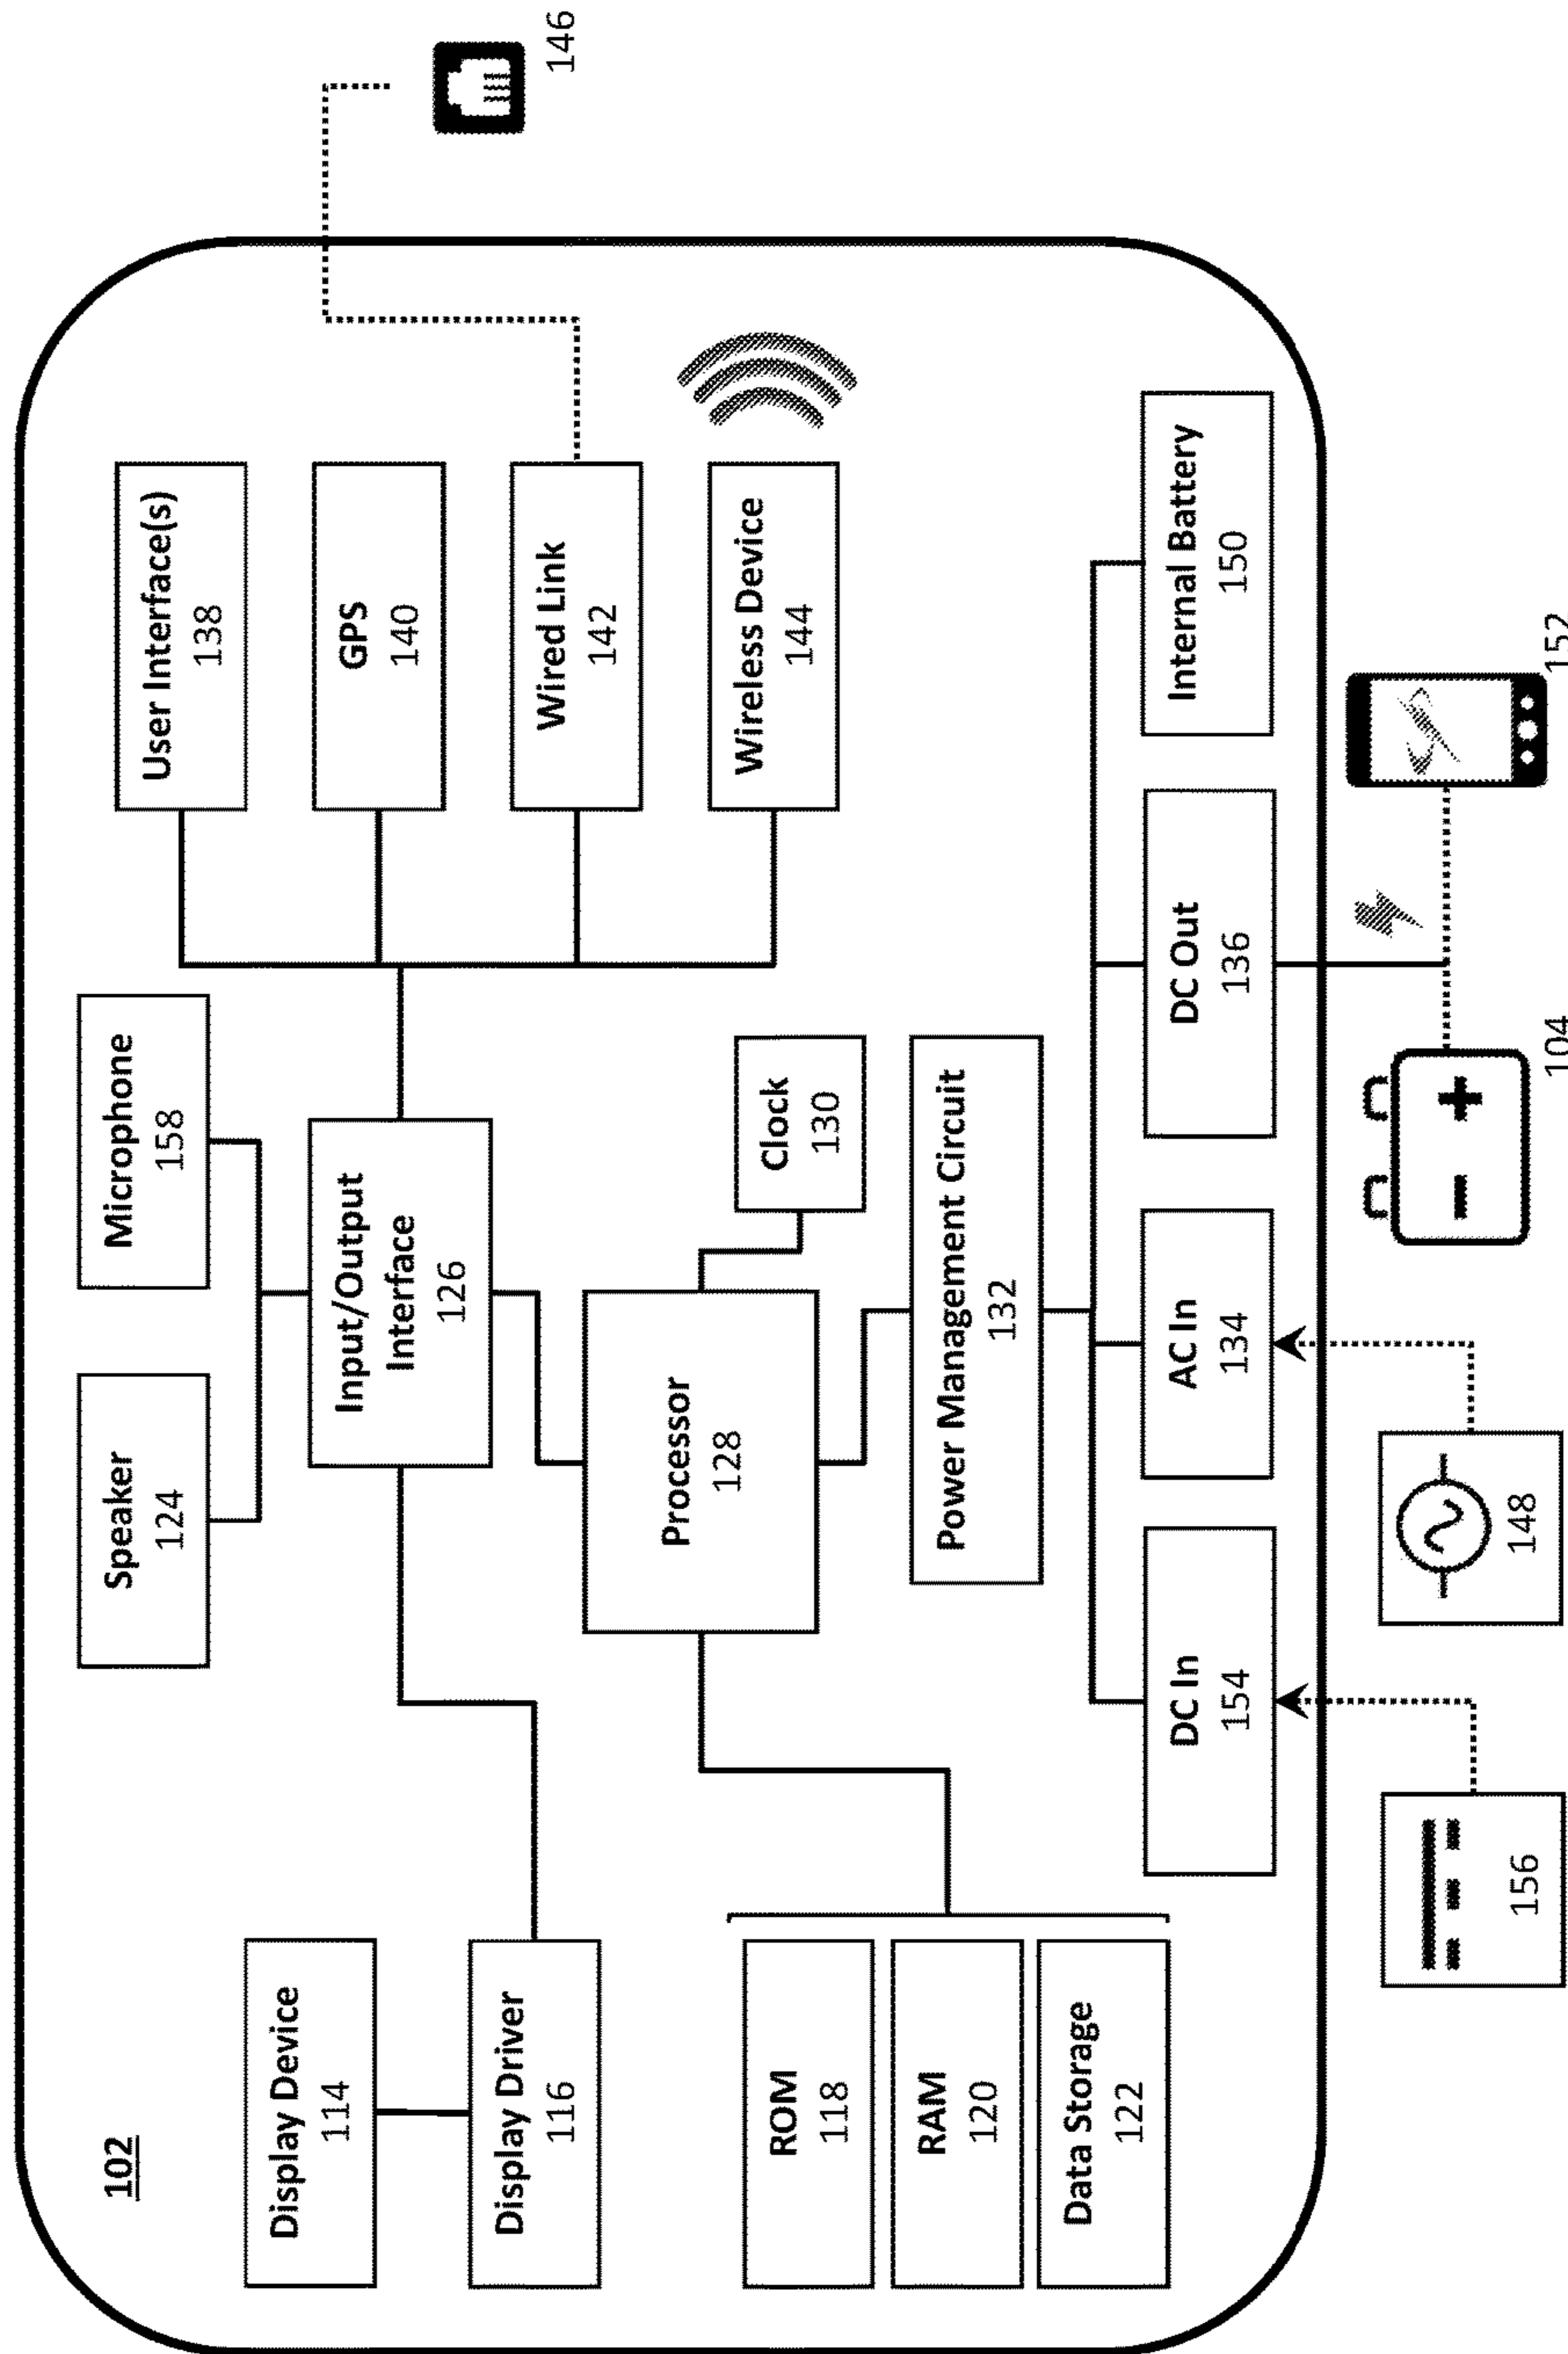 102
Display Device
114
Display Driver
116
ROM
118
RAM
120
Data Storage
122
Speaker
124
Microphone
158
Input/Output
Interface
126
Processor
128
Clock
130
Power Management Circuit
132
User Interface(s)
138
GPS
140
Wired Link
142
Wireless Device
144
146
DC In
154
AC In
134
DC Out
136
Internal Battery
150
156
148
104
152